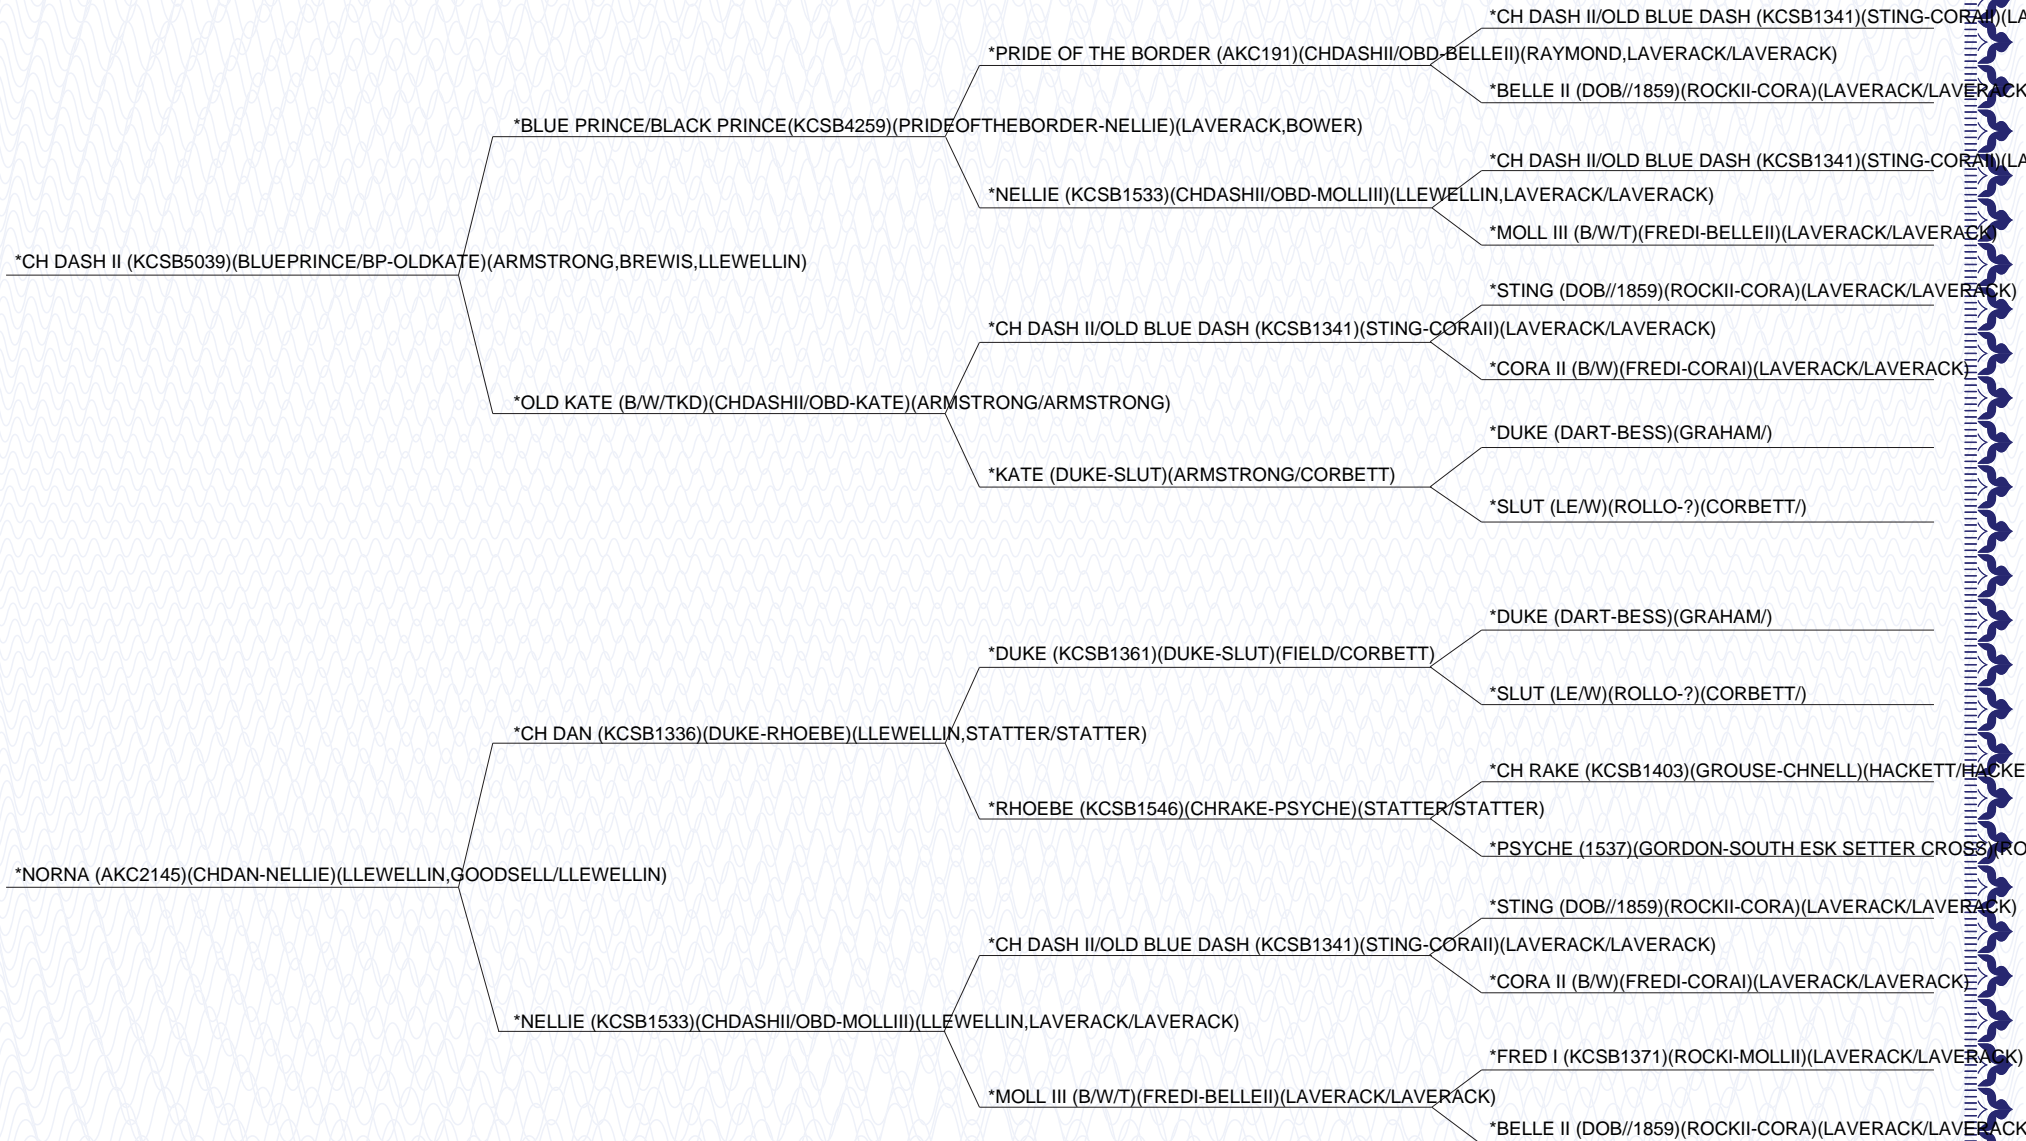 *CH DASH II/OLD BLUE DASH (KCSB1341)(STING-CORAII)(LA
*PRIDE OF THE BORDER (AKC191)(CHDASHII/OBD-BELLEII)(RAYMOND,LAVERACK/LAVERACK)
*BELLE II (DOB//1859)(ROCKII-CORA)(LAVERACK/LAVERACK
*BLUE PRINCE/BLACK PRINCE(KCSB4259)(PRIDEOFTHEBORDER-NELLIE)(LAVERACK,BOWER)
*CH DASH II/OLD BLUE DASH (KCSB1341)(STING-CORAII)(LA
*NELLIE (KCSB1533)(CHDASHII/OBD-MOLLIII)(LLEWELLIN,LAVERACK/LAVERACK)
*MOLL III (B/W/T)(FREDI-BELLEII)(LAVERACK/LAVERACK)
*CH DASH II (KCSB5039)(BLUEPRINCE/BP-OLDKATE)(ARMSTRONG,BREWIS,LLEWELLIN)
*STING (DOB//1859)(ROCKII-CORA)(LAVERACK/LAVERACK)
*CH DASH II/OLD BLUE DASH (KCSB1341)(STING-CORAII)(LAVERACK/LAVERACK)
*CORA II (B/W)(FREDI-CORAI)(LAVERACK/LAVERACK)
*OLD KATE (B/W/TKD)(CHDASHII/OBD-KATE)(ARMSTRONG/ARMSTRONG)
*DUKE (DART-BESS)(GRAHAM/)
*KATE (DUKE-SLUT)(ARMSTRONG/CORBETT)
*SLUT (LE/W)(ROLLO-?)(CORBETT/)
*DUKE (DART-BESS)(GRAHAM/)
*DUKE (KCSB1361)(DUKE-SLUT)(FIELD/CORBETT)
*SLUT (LE/W)(ROLLO-?)(CORBETT/)
*CH DAN (KCSB1336)(DUKE-RHOEBE)(LLEWELLIN,STATTER/STATTER)
*CH RAKE (KCSB1403)(GROUSE-CHNELL)(HACKETT/HACKE
*RHOEBE (KCSB1546)(CHRAKE-PSYCHE)(STATTER/STATTER)
*PSYCHE (1537)(GORDON-SOUTH ESK SETTER CROSS)(RO
*NORNA (AKC2145)(CHDAN-NELLIE)(LLEWELLIN,GOODSELL/LLEWELLIN)
*STING (DOB//1859)(ROCKII-CORA)(LAVERACK/LAVERACK)
*CH DASH II/OLD BLUE DASH (KCSB1341)(STING-CORAII)(LAVERACK/LAVERACK)
*CORA II (B/W)(FREDI-CORAI)(LAVERACK/LAVERACK)
*NELLIE (KCSB1533)(CHDASHII/OBD-MOLLIII)(LLEWELLIN,LAVERACK/LAVERACK)
*FRED I (KCSB1371)(ROCKI-MOLLII)(LAVERACK/LAVERACK)
*MOLL III (B/W/T)(FREDI-BELLEII)(LAVERACK/LAVERACK)
*BELLE II (DOB//1859)(ROCKII-CORA)(LAVERACK/LAVERACK